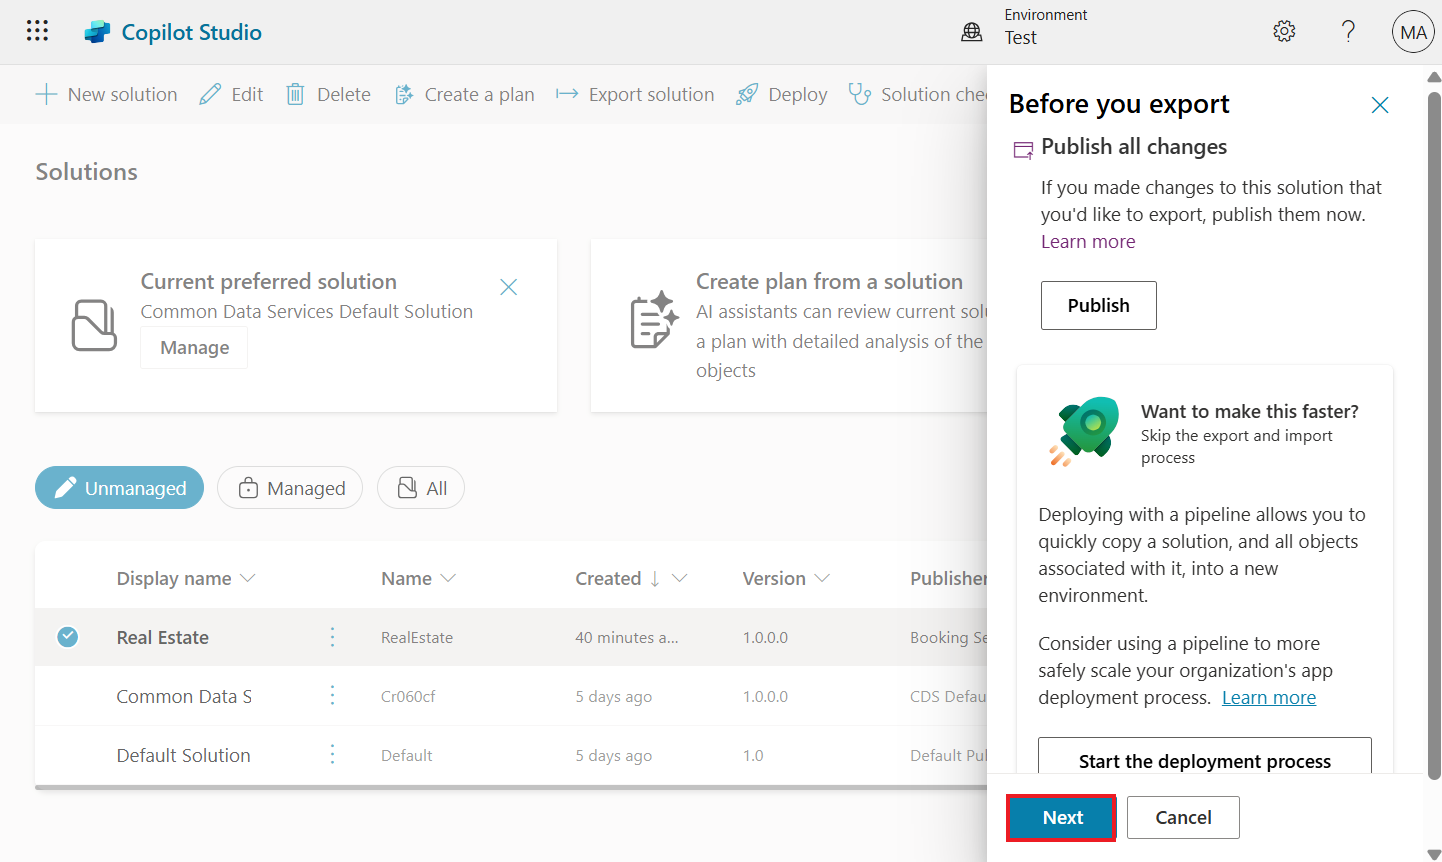 Copilot Studio
Environment
Test
MA
New solution
Edit
Delete
Create a plan
Export solution
Deploy
Solution
Solutions
Current preferred solution
Common Data Services Default Solution
Manage
Create plan from a solution
AI assistants can review current
a plan with detailed analysis of the
objects
Unmanaged
Managed
All
Display name
Name
Created
Version
Publisher
Real Estate
RealEstate
40 minutes a...
1.0.0.0
Booking
Common Data S
Cr060cf
5 days ago
1.0.0.0
CDS
Default Solution
Default
5 days ago
1.0
Default
Before you export
Publish all changes
If you made changes to this solution that
you'd like to export, publish them now.
Learn more
Publish
Want to make this faster?
Skip the export and import
process
Deploying with a pipeline allows you to
quickly copy a solution, and all objects
associated with it, into a new
environment.
Consider using a pipeline to more
safely scale your organization's app
deployment process. Learn more
Start the deployment process
Next
Cancel